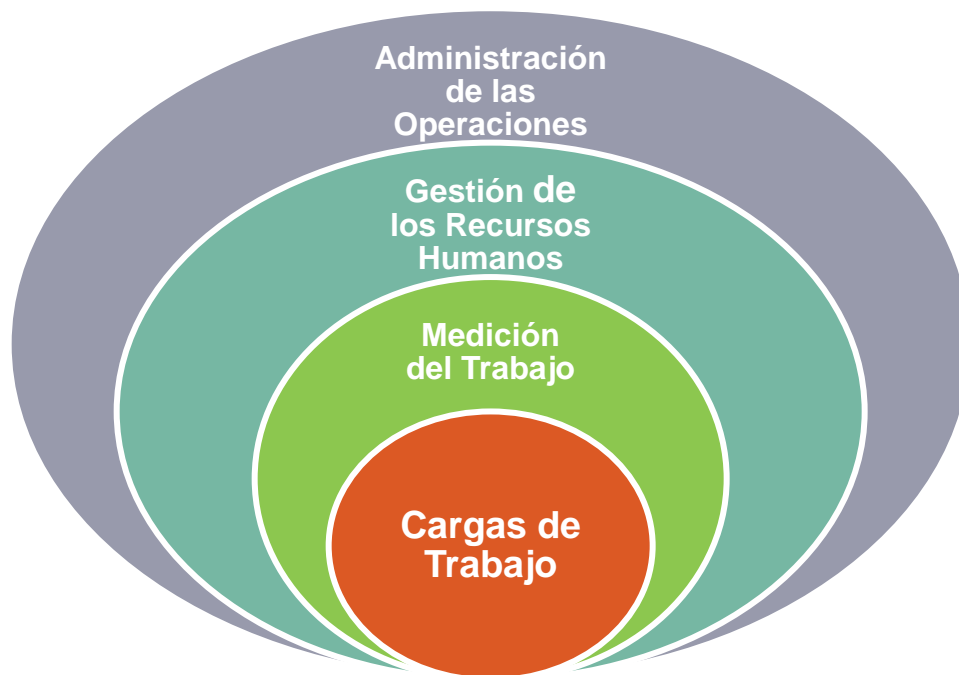 Administración
de las
Operaciones
Gestión de
los Recursos
Humanos
Medición
del Trabajo
Cargas de
Trabajo